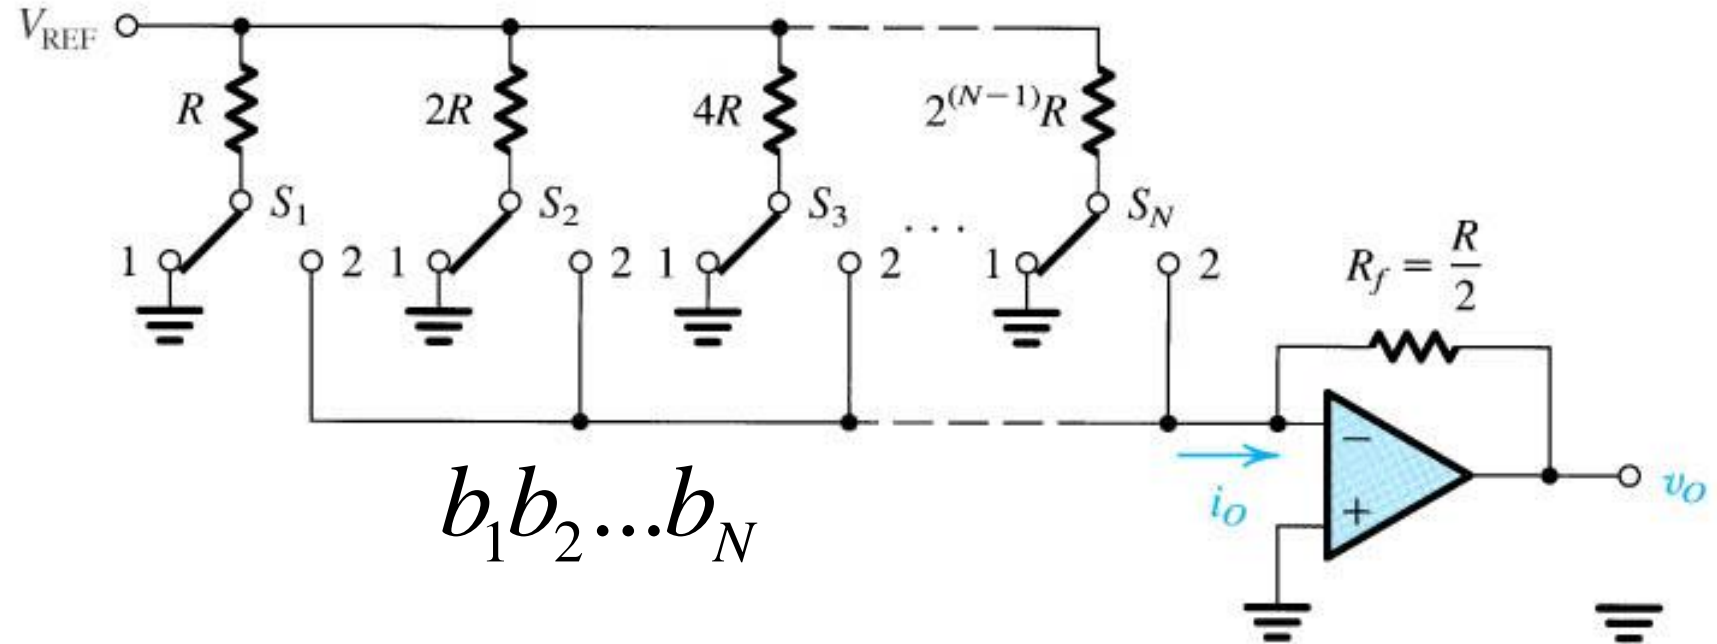 V_REF
R 2R 4R 2^(N−1)R
S_1 S_2 S_3 ... S_N
1 2 1 2 1 2 1 2
R_f = R/2
b_1b_2...b_N
−
+
i_O
v_O